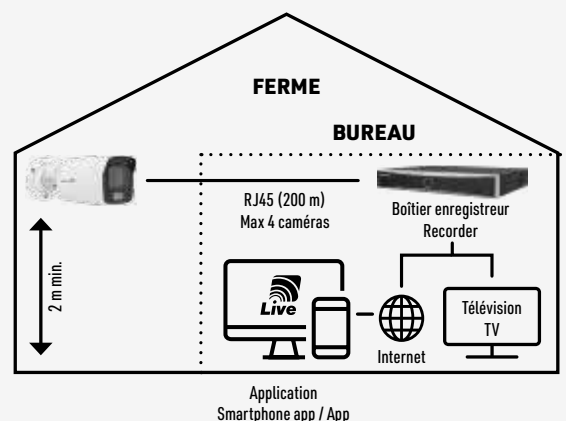 FERME
BUREAU
RJ45 (200 m)
Max 4 caméras
Boîtier enregistreur
Recorder
2 m min.
Live
Télévision
TV
Internet
Application
Smartphone app / App